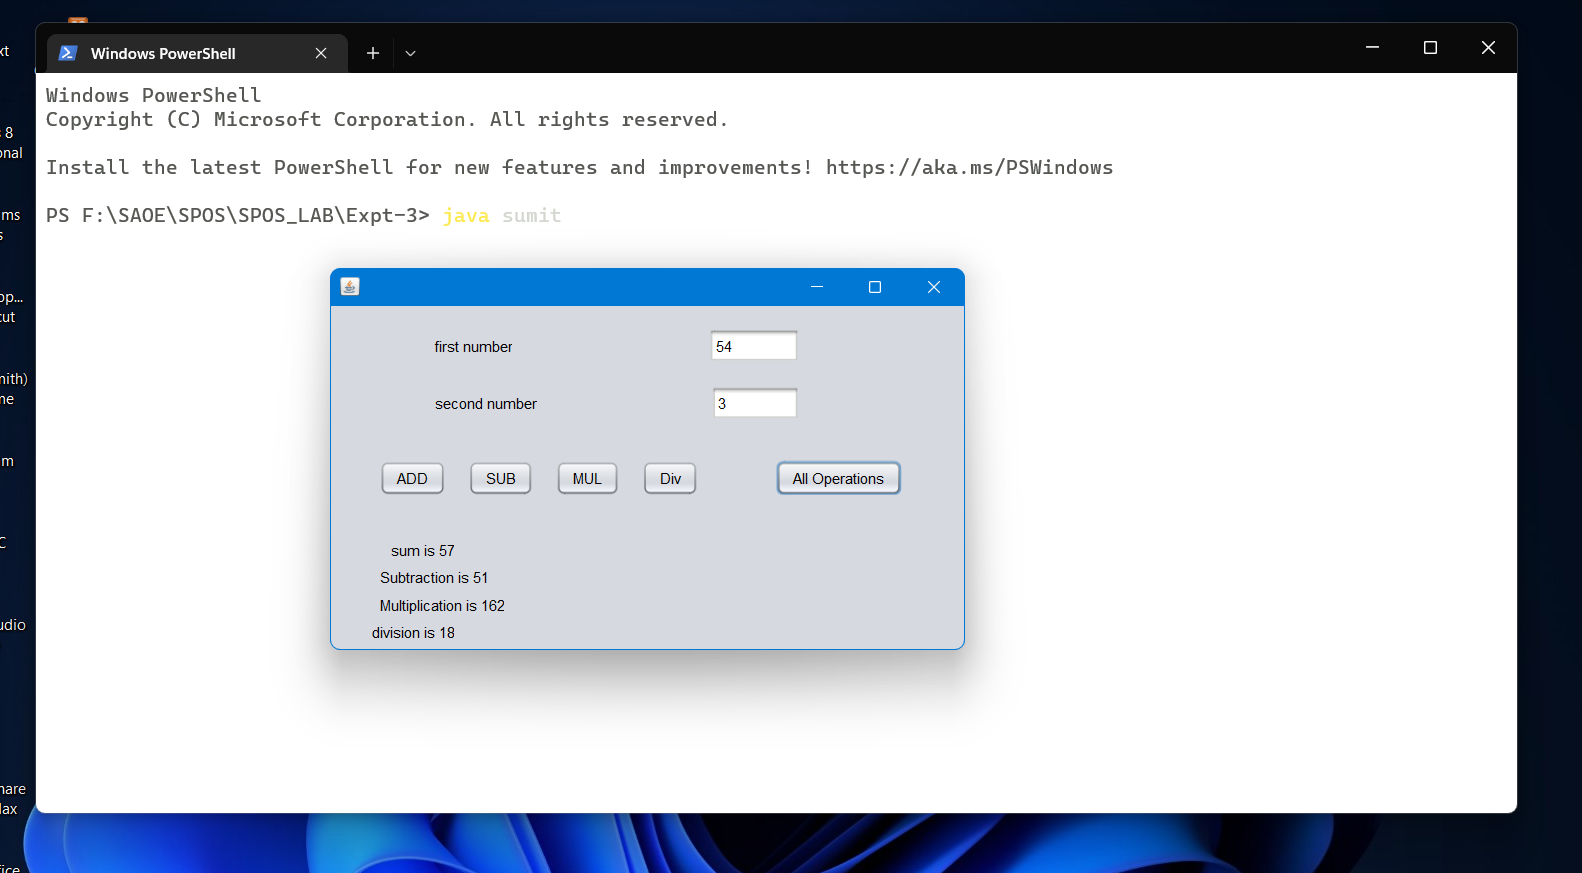 Windows PowerShell
Windows PowerShell
Copyright (C) Microsoft Corporation. All rights reserved.
Install the latest PowerShell for new features and improvements! https://aka.ms/PSWindows
PS F:\SAOE\SPOS\SPOS_LAB\Expt-3> java sumit
first number 54
second number 3
ADD SUB MUL Div All Operations
sum is 57
Subtraction is 51
Multiplication is 162
division is 18